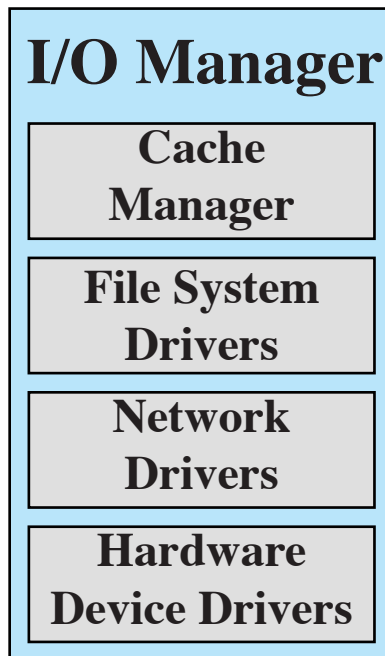 I/O Manager
Cache
Manager
File System
Drivers
Network
Drivers
Hardware
Device Drivers